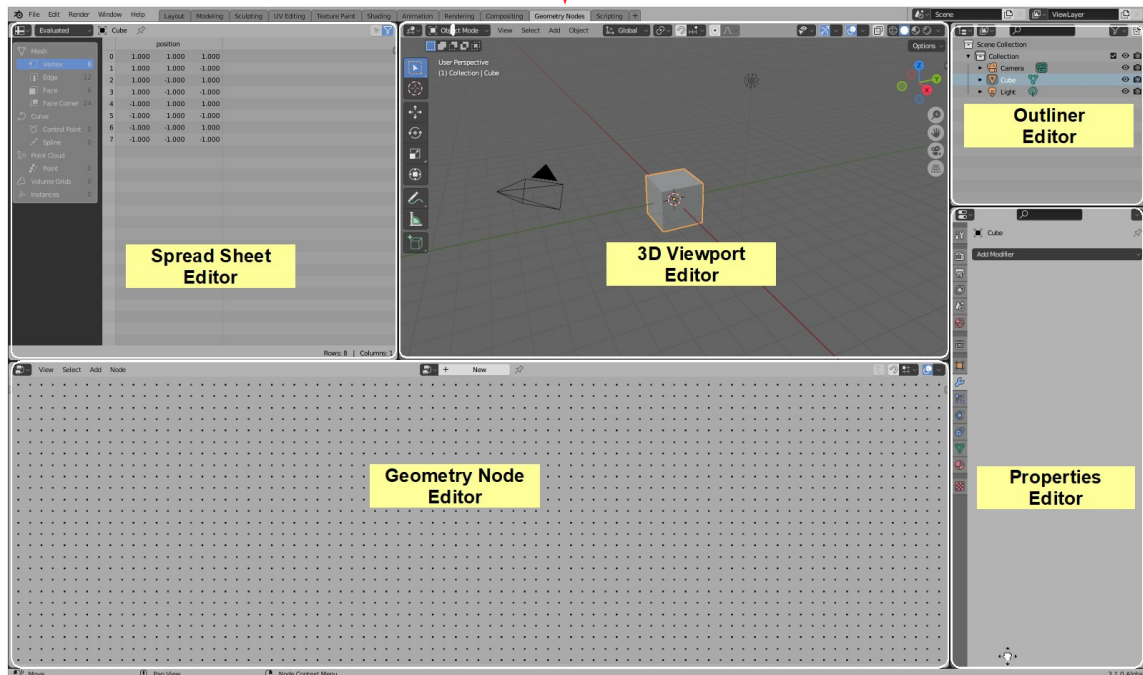 File Edit Render Window Help Layout Modeling Sculpting UV Editing Texture Paint Shading Animation Rendering Compositing Geometry Nodes Scripting + Scene ViewLayer
Evaluated Cube
Mesh
Vertex 8
Edge 12
Face 6
Face Corner 24
Curve
Control Point 0
Spline 0
Point Cloud
Point 0
Volume Grids 0
Instances 0
position
0 1.000 1.000 1.000
1 1.000 1.000 -1.000
2 1.000 -1.000 1.000
3 1.000 -1.000 -1.000
4 -1.000 1.000 1.000
5 -1.000 1.000 -1.000
6 -1.000 -1.000 1.000
7 -1.000 -1.000 -1.000
Spread Sheet
Editor
Rows: 8 | Columns: 1
Object Mode View Select Add Object Global
Options
User Perspective
(1) Collection | Cube
3D Viewport
Editor
Scene Collection
Collection
Camera
Cube
Light
Outliner
Editor
Cube
Add Modifier
Properties
Editor
View Select Add Node + New
Geometry Node
Editor
Move Pan View Node Context Menu 3.1.0 Alpha